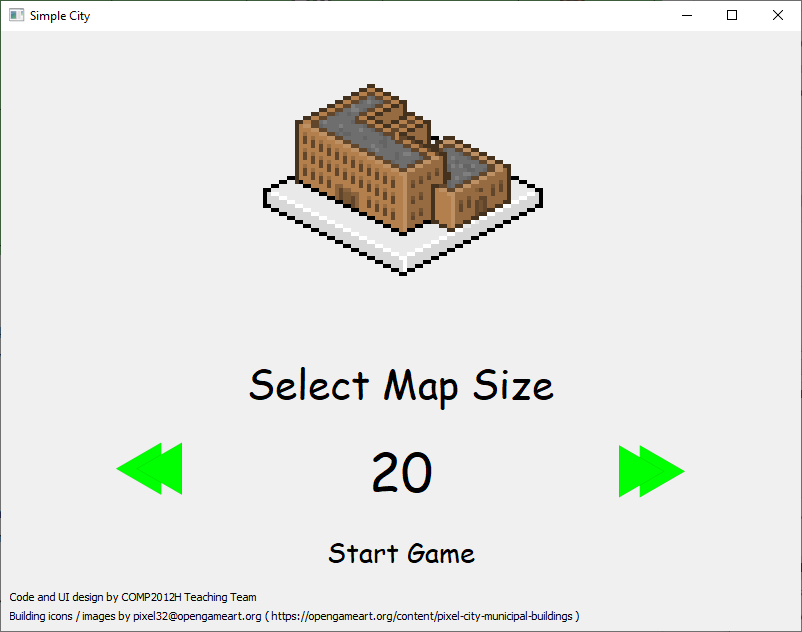 Simple City
Select Map Size
20
Start Game
Code and UI design by COMP2012H Teaching Team
Building icons / images by pixel32@opengameart.org ( https://opengameart.org/content/pixel-city-municipal-buildings )